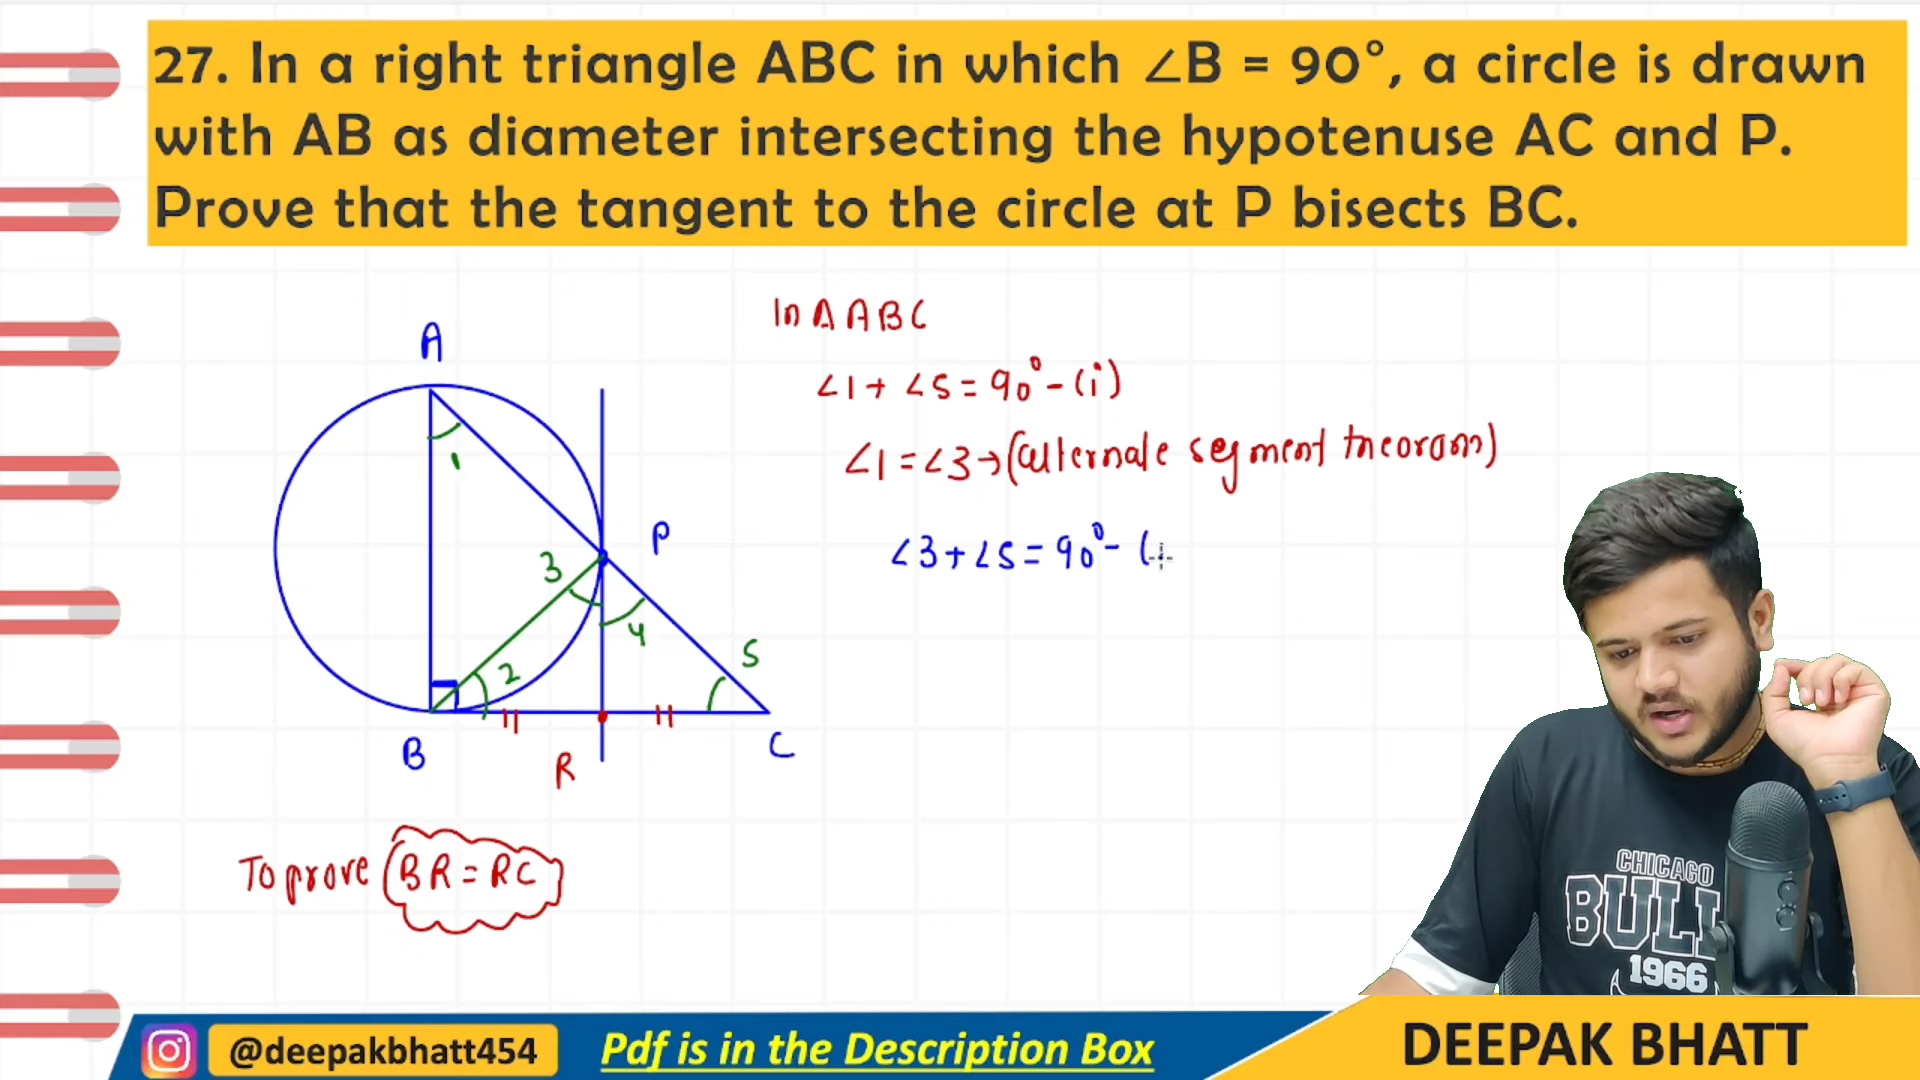 27. In a right triangle ABC in which ∠B = 90°, a circle is drawn
with AB as diameter intersecting the hypotenuse AC and P.
Prove that the tangent to the circle at P bisects BC.
In Δ ABC
∠1 + ∠5 = 90° - (i)
∠1 = ∠3 → (alternate segment theorem)
∠3 + ∠5 = 90° - (
A
1
P
3
4
5
2
B
R
C
To prove BR = RC
CHICAGO
BULL
1966
@deepakbhatt454
Pdf is in the Description Box
DEEPAK BHATT